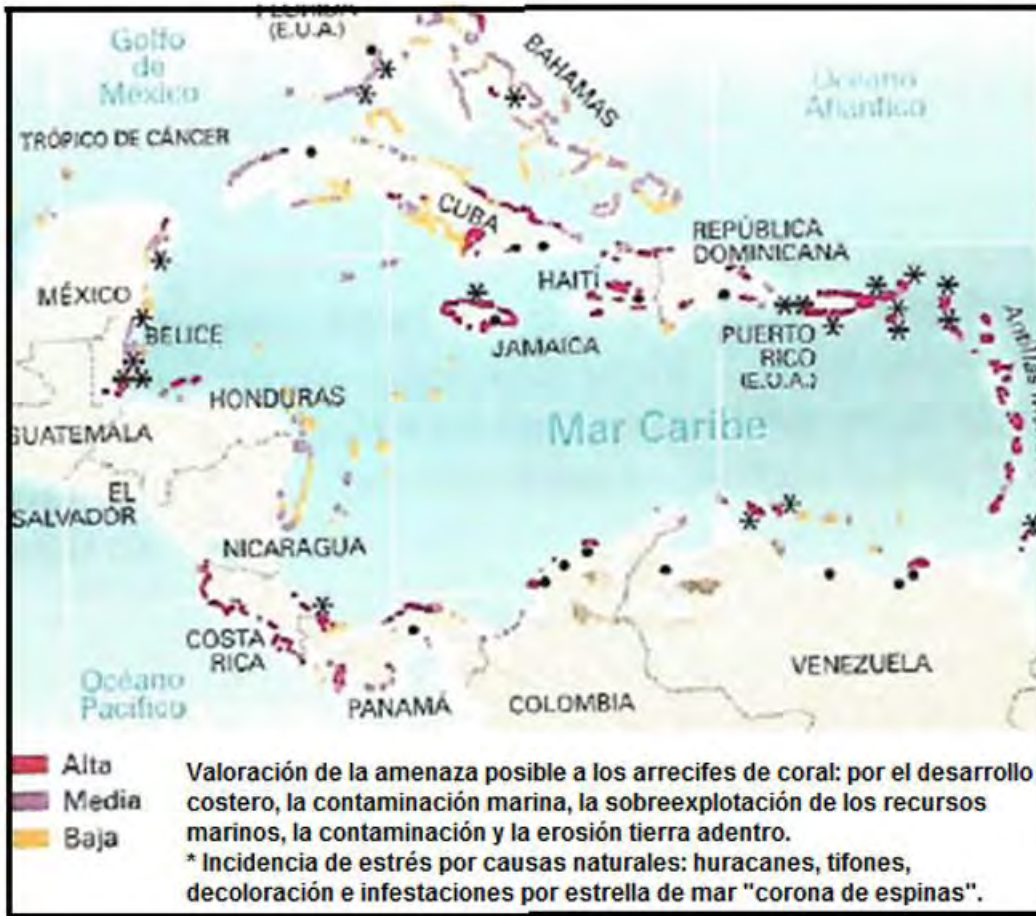 FLORIDA
(E.U.A.)
Golfo
de
México
BAHAMAS
Océano
Atlantico
TRÓPICO DE CÁNCER
CUBA
REPÚBLICA
DOMINICANA
HAITÍ
MÉXICO
BELICE
JAMAICA
PUERTO
RICO
(E.U.A.)
Antillas
HONDURAS
Mar Caribe
GUATEMALA
EL
SALVADOR
NICARAGUA
COSTA
RICA
VENEZUELA
Océano
Pacífico
PANAMÁ
COLOMBIA
Alta
Media
Baja
Valoración de la amenaza posible a los arrecifes de coral: por el desarrollo
costero, la contaminación marina, la sobreexplotación de los recursos
marinos, la contaminación y la erosión tierra adentro.
* Incidencia de estrés por causas naturales: huracanes, tifones,
decoloración e infestaciones por estrella de mar "corona de espinas".